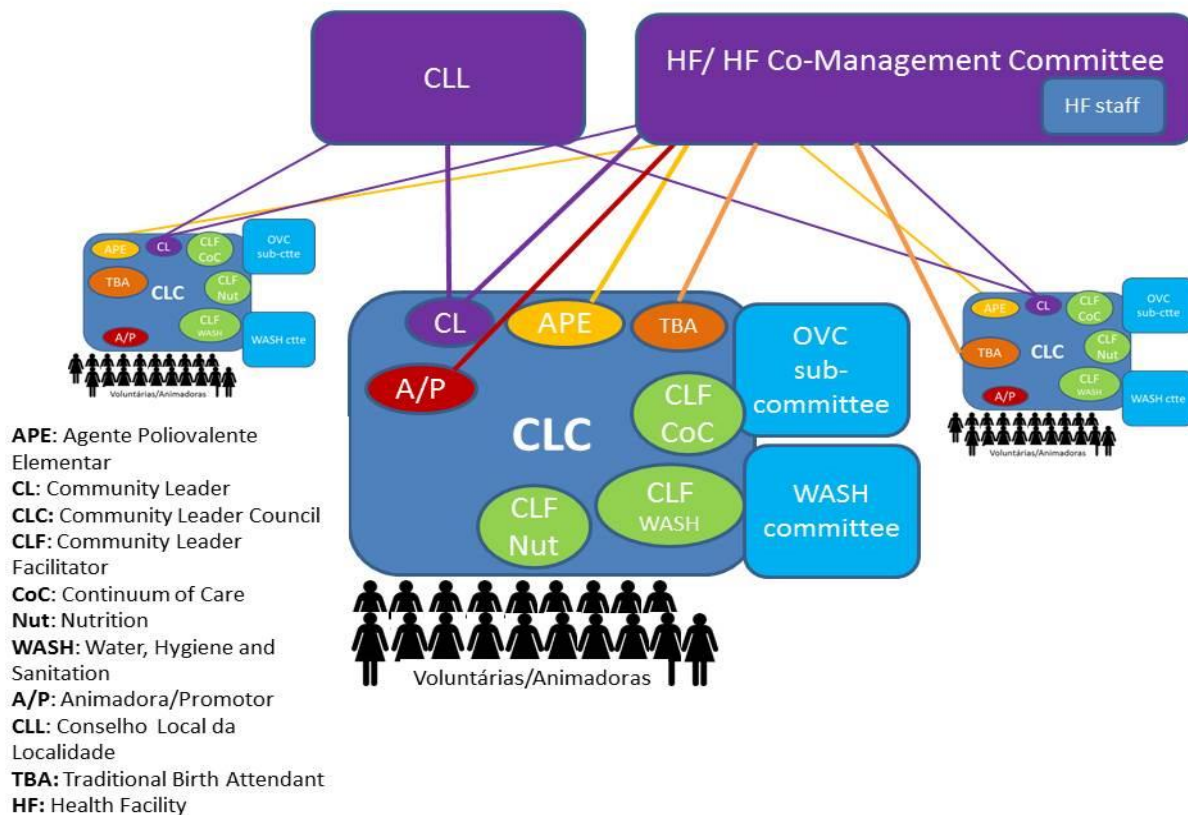 CLL
HF/ HF Co-Management Committee
HF staff
APE
CL
CLF
CoC
OVC
sub-ctte
TBA
CLC
CLF
Nut
A/P
CLF
WASH
WASH ctte
Voluntárias/Animadoras
CL
APE
TBA
OVC
sub-
committee
A/P
CLF
CoC
CLC
CLF
Nut
CLF
WASH
WASH
committee
Voluntárias/Animadoras
APE
CL
CLF
CoC
OVC
sub-ctte
TBA
CLC
CLF
Nut
A/P
CLF
WASH
WASH ctte
Voluntárias/Animadoras
APE: Agente Poliovalente
Elementar
CL: Community Leader
CLC: Community Leader Council
CLF: Community Leader
Facilitator
CoC: Continuum of Care
Nut: Nutrition
WASH: Water, Hygiene and
Sanitation
A/P: Animadora/Promotor
CLL: Conselho Local da
Localidade
TBA: Traditional Birth Attendant
HF: Health Facility